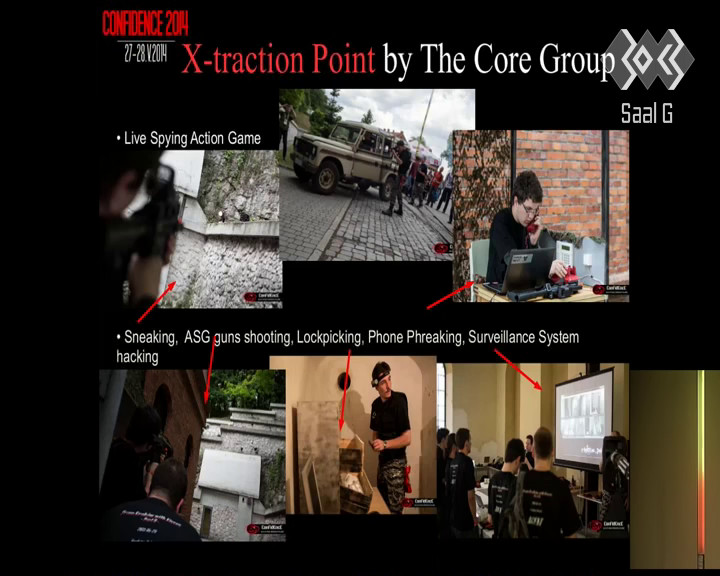 CONFIDENCE 2014
27-28.V.2014
X-traction Point by The Core Group
Saal G
• Live Spying Action Game
• Sneaking, ASG guns shooting, Lockpicking, Phone Phreaking, Surveillance System
hacking